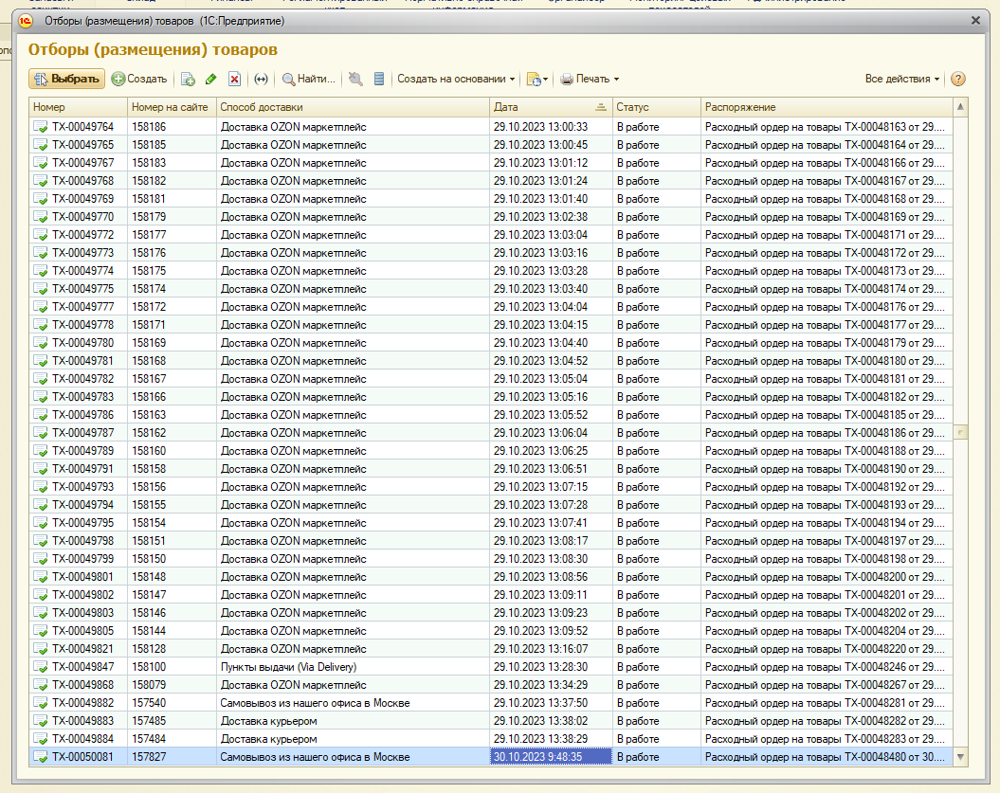 Отборы (размещения) товаров (1С:Предприятие)
Отборы (размещения) товаров
Выбрать Создать Найти... Создать на основании Печать Все действия
Номер Номер на сайте Способ доставки Дата Статус Распоряжение
ТХ-00049764 158186 Доставка OZON маркетплейс 29.10.2023 13:00:33 В работе Расходный ордер на товары ТХ-00048163 от 29....
ТХ-00049765 158185 Доставка OZON маркетплейс 29.10.2023 13:00:45 В работе Расходный ордер на товары ТХ-00048164 от 29....
ТХ-00049767 158183 Доставка OZON маркетплейс 29.10.2023 13:01:12 В работе Расходный ордер на товары ТХ-00048166 от 29....
ТХ-00049768 158182 Доставка OZON маркетплейс 29.10.2023 13:01:24 В работе Расходный ордер на товары ТХ-00048167 от 29....
ТХ-00049769 158181 Доставка OZON маркетплейс 29.10.2023 13:01:40 В работе Расходный ордер на товары ТХ-00048168 от 29....
ТХ-00049770 158179 Доставка OZON маркетплейс 29.10.2023 13:02:38 В работе Расходный ордер на товары ТХ-00048169 от 29....
ТХ-00049772 158177 Доставка OZON маркетплейс 29.10.2023 13:03:04 В работе Расходный ордер на товары ТХ-00048171 от 29....
ТХ-00049773 158176 Доставка OZON маркетплейс 29.10.2023 13:03:16 В работе Расходный ордер на товары ТХ-00048172 от 29....
ТХ-00049774 158175 Доставка OZON маркетплейс 29.10.2023 13:03:28 В работе Расходный ордер на товары ТХ-00048173 от 29....
ТХ-00049775 158174 Доставка OZON маркетплейс 29.10.2023 13:03:40 В работе Расходный ордер на товары ТХ-00048174 от 29....
ТХ-00049777 158172 Доставка OZON маркетплейс 29.10.2023 13:04:04 В работе Расходный ордер на товары ТХ-00048176 от 29....
ТХ-00049778 158171 Доставка OZON маркетплейс 29.10.2023 13:04:15 В работе Расходный ордер на товары ТХ-00048177 от 29....
ТХ-00049780 158169 Доставка OZON маркетплейс 29.10.2023 13:04:40 В работе Расходный ордер на товары ТХ-00048179 от 29....
ТХ-00049781 158168 Доставка OZON маркетплейс 29.10.2023 13:04:52 В работе Расходный ордер на товары ТХ-00048180 от 29....
ТХ-00049782 158167 Доставка OZON маркетплейс 29.10.2023 13:05:04 В работе Расходный ордер на товары ТХ-00048181 от 29....
ТХ-00049783 158166 Доставка OZON маркетплейс 29.10.2023 13:05:16 В работе Расходный ордер на товары ТХ-00048182 от 29....
ТХ-00049786 158163 Доставка OZON маркетплейс 29.10.2023 13:05:52 В работе Расходный ордер на товары ТХ-00048185 от 29....
ТХ-00049787 158162 Доставка OZON маркетплейс 29.10.2023 13:06:04 В работе Расходный ордер на товары ТХ-00048186 от 29....
ТХ-00049789 158160 Доставка OZON маркетплейс 29.10.2023 13:06:25 В работе Расходный ордер на товары ТХ-00048188 от 29....
ТХ-00049791 158158 Доставка OZON маркетплейс 29.10.2023 13:06:51 В работе Расходный ордер на товары ТХ-00048190 от 29....
ТХ-00049793 158156 Доставка OZON маркетплейс 29.10.2023 13:07:15 В работе Расходный ордер на товары ТХ-00048192 от 29....
ТХ-00049794 158155 Доставка OZON маркетплейс 29.10.2023 13:07:28 В работе Расходный ордер на товары ТХ-00048193 от 29....
ТХ-00049795 158154 Доставка OZON маркетплейс 29.10.2023 13:07:41 В работе Расходный ордер на товары ТХ-00048194 от 29....
ТХ-00049798 158151 Доставка OZON маркетплейс 29.10.2023 13:08:17 В работе Расходный ордер на товары ТХ-00048197 от 29....
ТХ-00049799 158150 Доставка OZON маркетплейс 29.10.2023 13:08:30 В работе Расходный ордер на товары ТХ-00048198 от 29....
ТХ-00049801 158148 Доставка OZON маркетплейс 29.10.2023 13:08:56 В работе Расходный ордер на товары ТХ-00048200 от 29....
ТХ-00049802 158147 Доставка OZON маркетплейс 29.10.2023 13:09:11 В работе Расходный ордер на товары ТХ-00048201 от 29....
ТХ-00049803 158146 Доставка OZON маркетплейс 29.10.2023 13:09:23 В работе Расходный ордер на товары ТХ-00048202 от 29....
ТХ-00049805 158144 Доставка OZON маркетплейс 29.10.2023 13:09:52 В работе Расходный ордер на товары ТХ-00048204 от 29....
ТХ-00049821 158128 Доставка OZON маркетплейс 29.10.2023 13:16:07 В работе Расходный ордер на товары ТХ-00048220 от 29....
ТХ-00049847 158100 Пункты выдачи (Via Delivery) 29.10.2023 13:28:30 В работе Расходный ордер на товары ТХ-00048246 от 29....
ТХ-00049868 158079 Доставка OZON маркетплейс 29.10.2023 13:34:29 В работе Расходный ордер на товары ТХ-00048267 от 29....
ТХ-00049882 157540 Самовывоз из нашего офиса в Москве 29.10.2023 13:37:50 В работе Расходный ордер на товары ТХ-00048281 от 29....
ТХ-00049883 157485 Доставка курьером 29.10.2023 13:38:02 В работе Расходный ордер на товары ТХ-00048282 от 29....
ТХ-00049884 157484 Доставка курьером 29.10.2023 13:38:29 В работе Расходный ордер на товары ТХ-00048283 от 29....
ТХ-00050081 157827 Самовывоз из нашего офиса в Москве 30.10.2023 9:48:35 В работе Расходный ордер на товары ТХ-00048480 от 30....